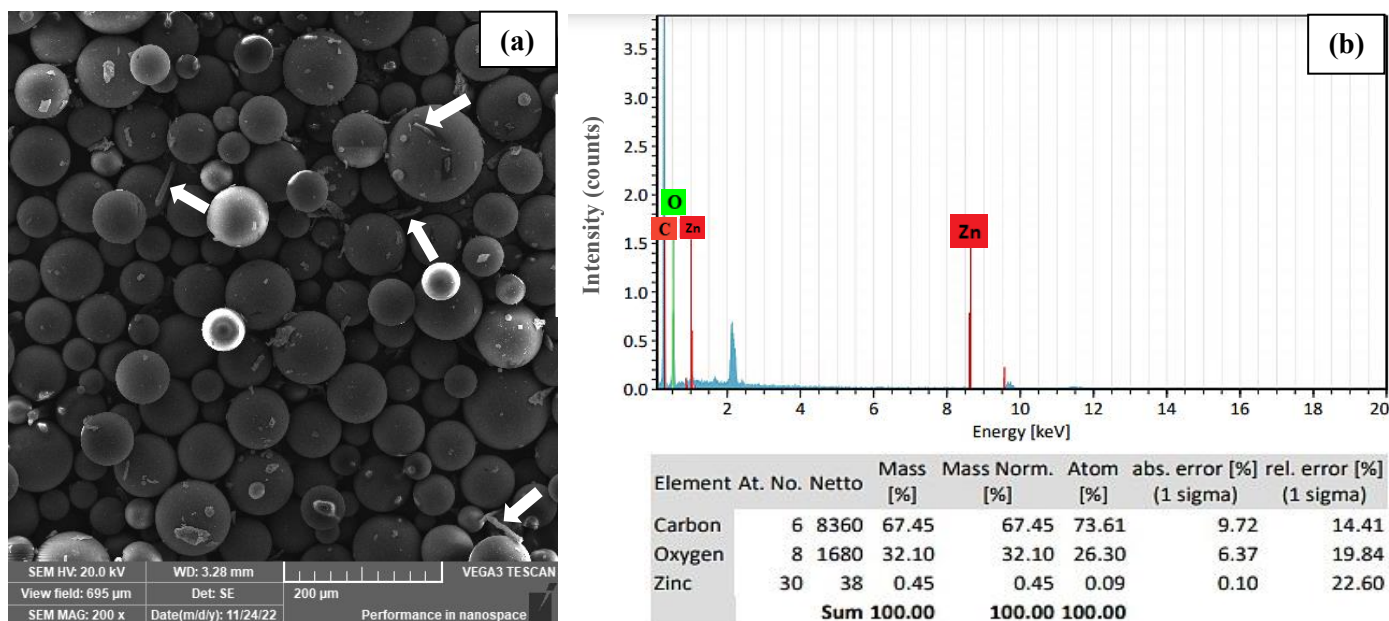 (a)
SEM HV: 20.0 kV WD: 3.28 mm VEGA3 TESCAN
View field: 695 µm Det: SE 200 µm
SEM MAG: 200 x Date(m/d/y): 11/24/22 Performance in nanospace
(b)
Intensity (counts)
3.5
3.0
2.5
2.0
1.5
1.0
0.5
0.0
O
C Zn Zn
2 4 6 8 10 12 14 16 18 20
Energy [keV]
Element At. No. Netto Mass Mass Norm. Atom abs. error [%] rel. error [%]
[%] [%] [%] (1 sigma) (1 sigma)
Carbon 6 8360 67.45 67.45 73.61 9.72 14.41
Oxygen 8 1680 32.10 32.10 26.30 6.37 19.84
Zinc 30 38 0.45 0.45 0.09 0.10 22.60
Sum 100.00 100.00 100.00